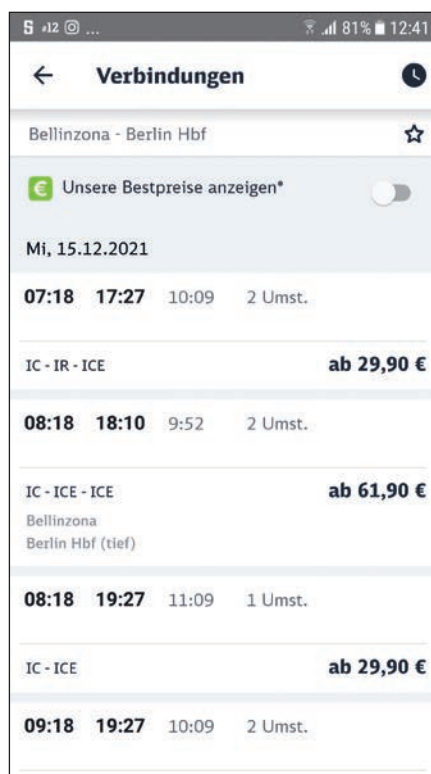 12 ... 81% 12:41
Verbindungen
Bellinzona - Berlin Hbf
€ Unsere Bestpreise anzeigen*
Mi, 15.12.2021
07:18 17:27 10:09 2 Umst.
IC - IR - ICE ab 29,90 €
08:18 18:10 9:52 2 Umst.
IC - ICE - ICE ab 61,90 €
Bellinzona
Berlin Hbf (tief)
08:18 19:27 11:09 1 Umst.
IC - ICE ab 29,90 €
09:18 19:27 10:09 2 Umst.